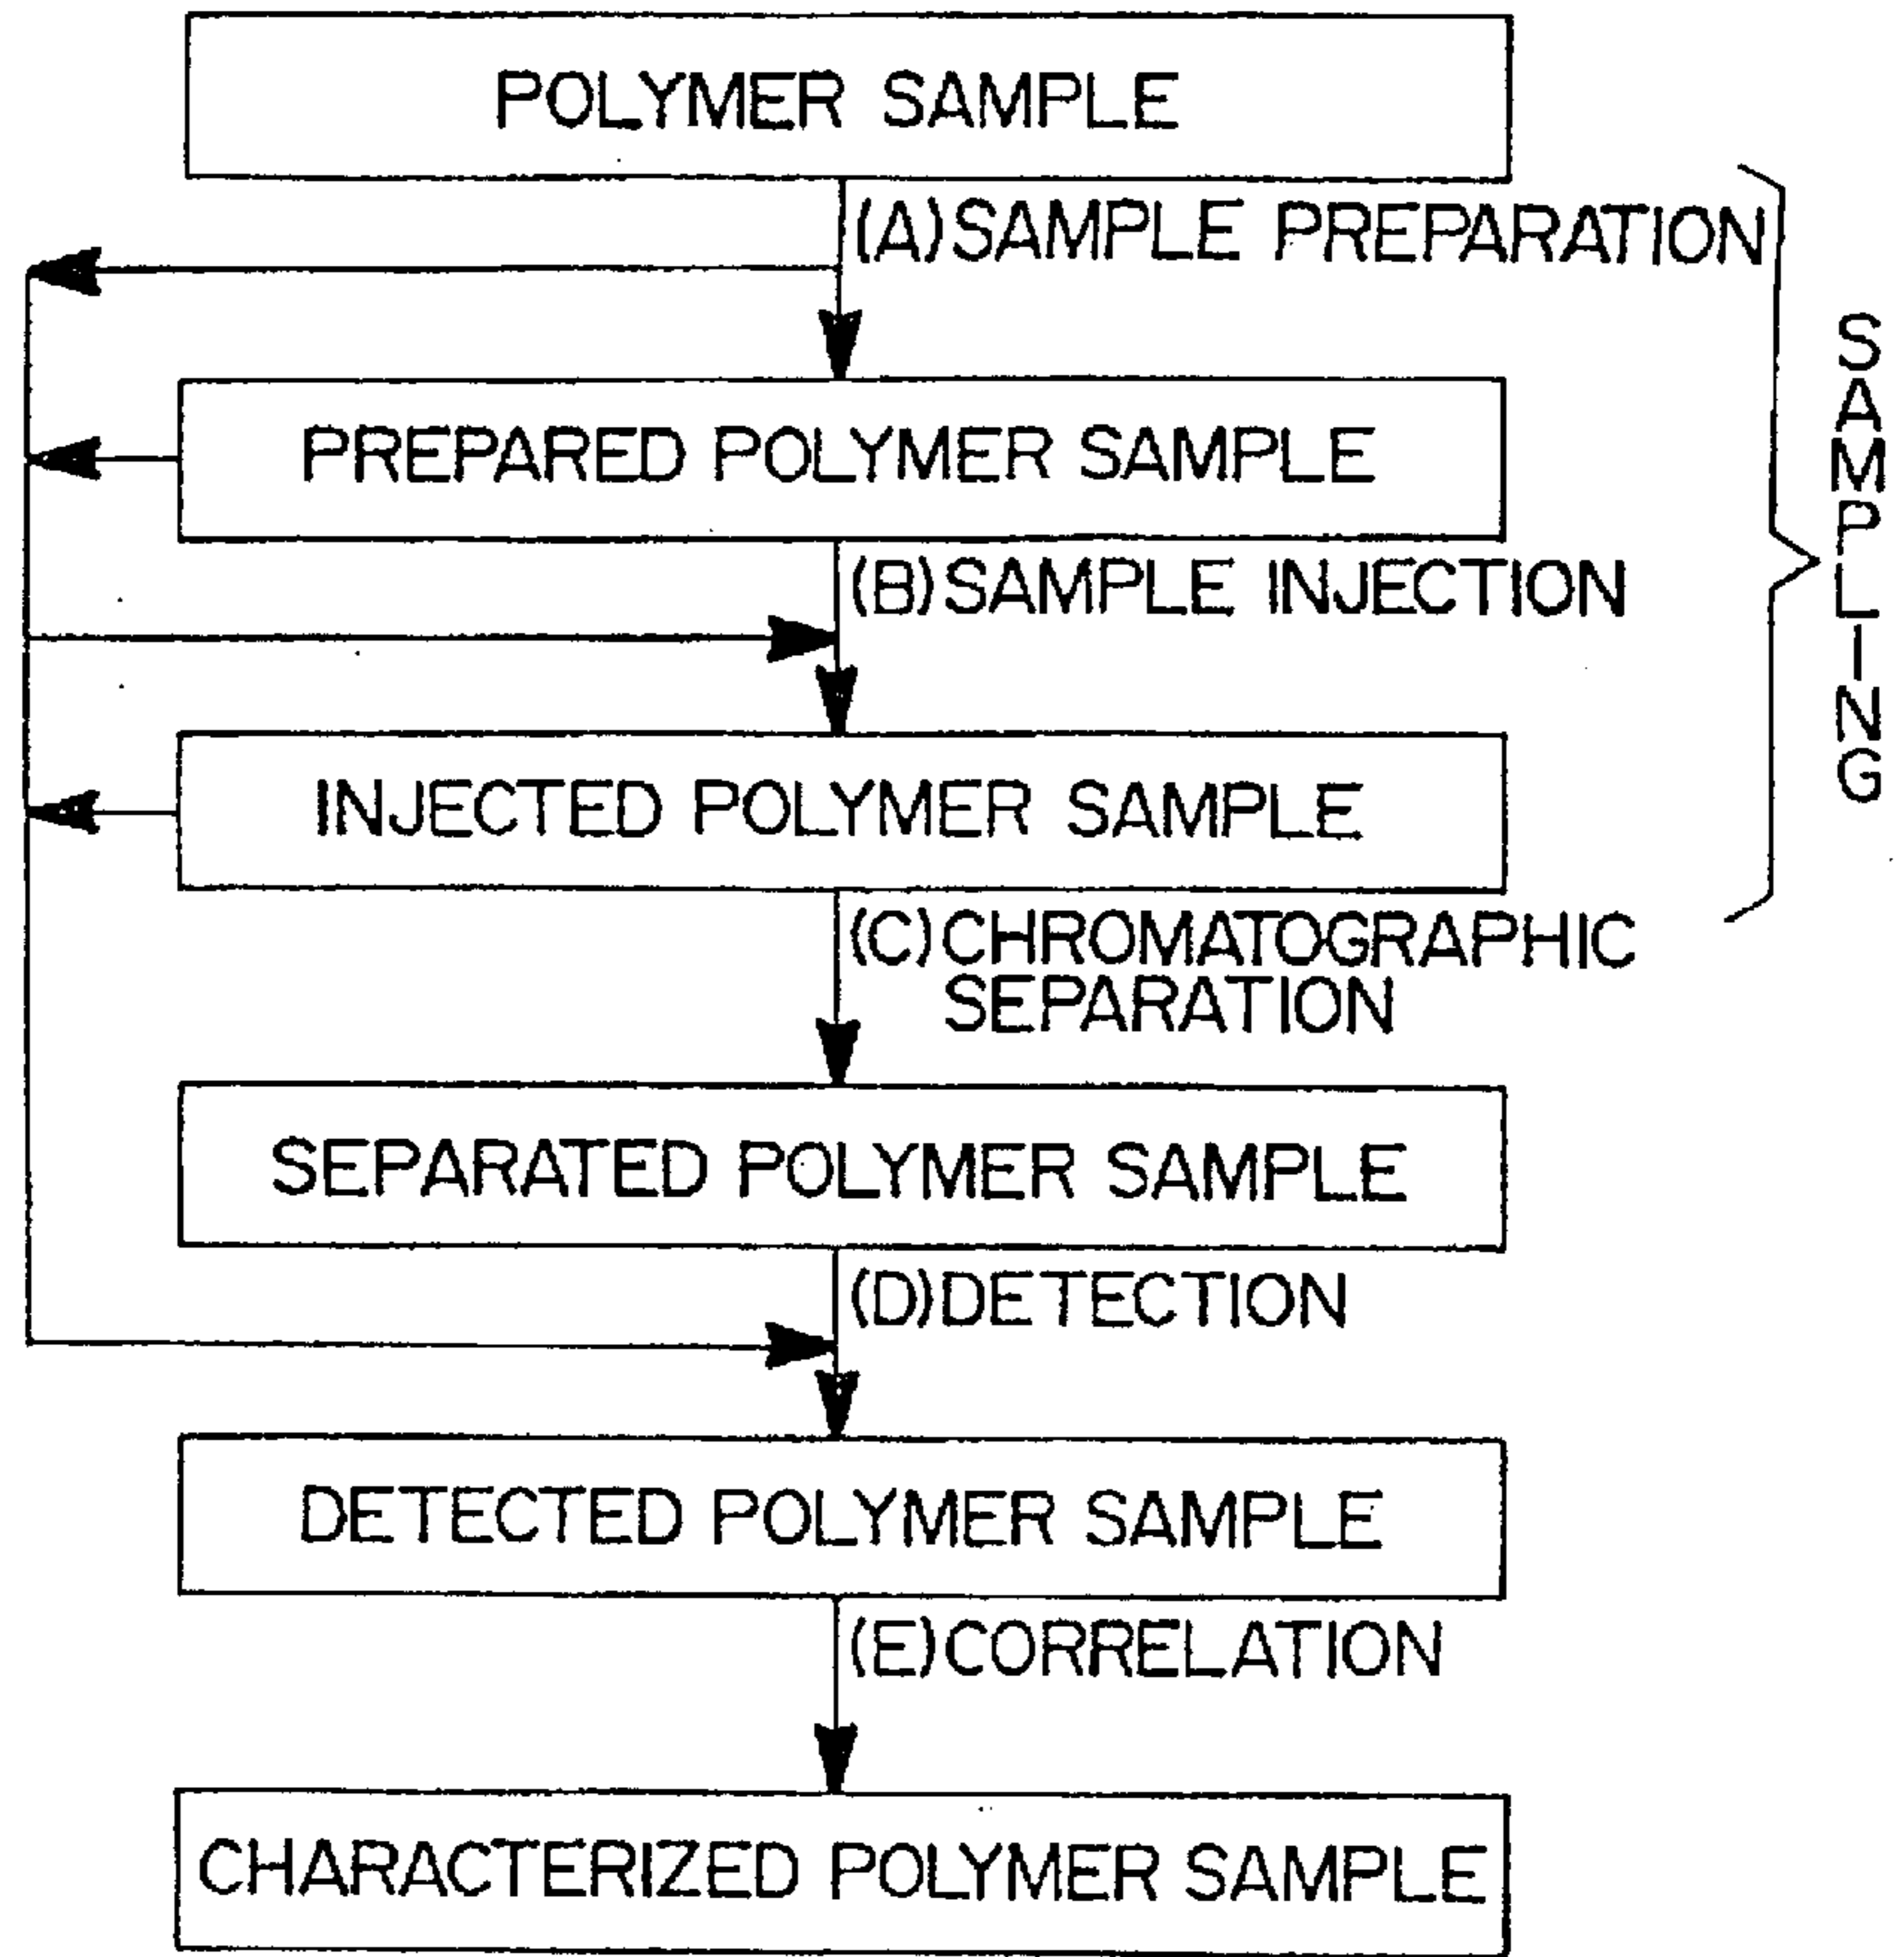 POLYMER SAMPLE
(A) SAMPLE PREPARATION
PREPARED POLYMER SAMPLE
(B) SAMPLE INJECTION
INJECTED POLYMER SAMPLE
(C) CHROMATOGRAPHIC
SEPARATION
SEPARATED POLYMER SAMPLE
(D) DETECTION
DETECTED POLYMER SAMPLE
(E) CORRELATION
CHARACTERIZED POLYMER SAMPLE
SAMPLING